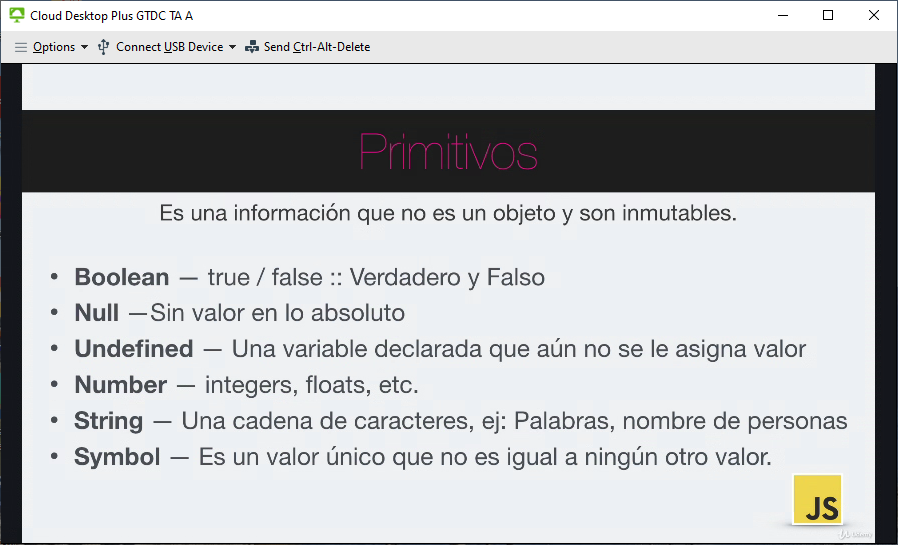 Cloud Desktop Plus GTDC TA A
Options Connect USB Device Send Ctrl-Alt-Delete
Primitivos
Es una información que no es un objeto y son inmutables.
• Boolean — true / false :: Verdadero y Falso
• Null —Sin valor en lo absoluto
• Undefined — Una variable declarada que aún no se le asigna valor
• Number — integers, floats, etc.
• String — Una cadena de caracteres, ej: Palabras, nombre de personas
• Symbol — Es un valor único que no es igual a ningún otro valor.
JS
Udemy